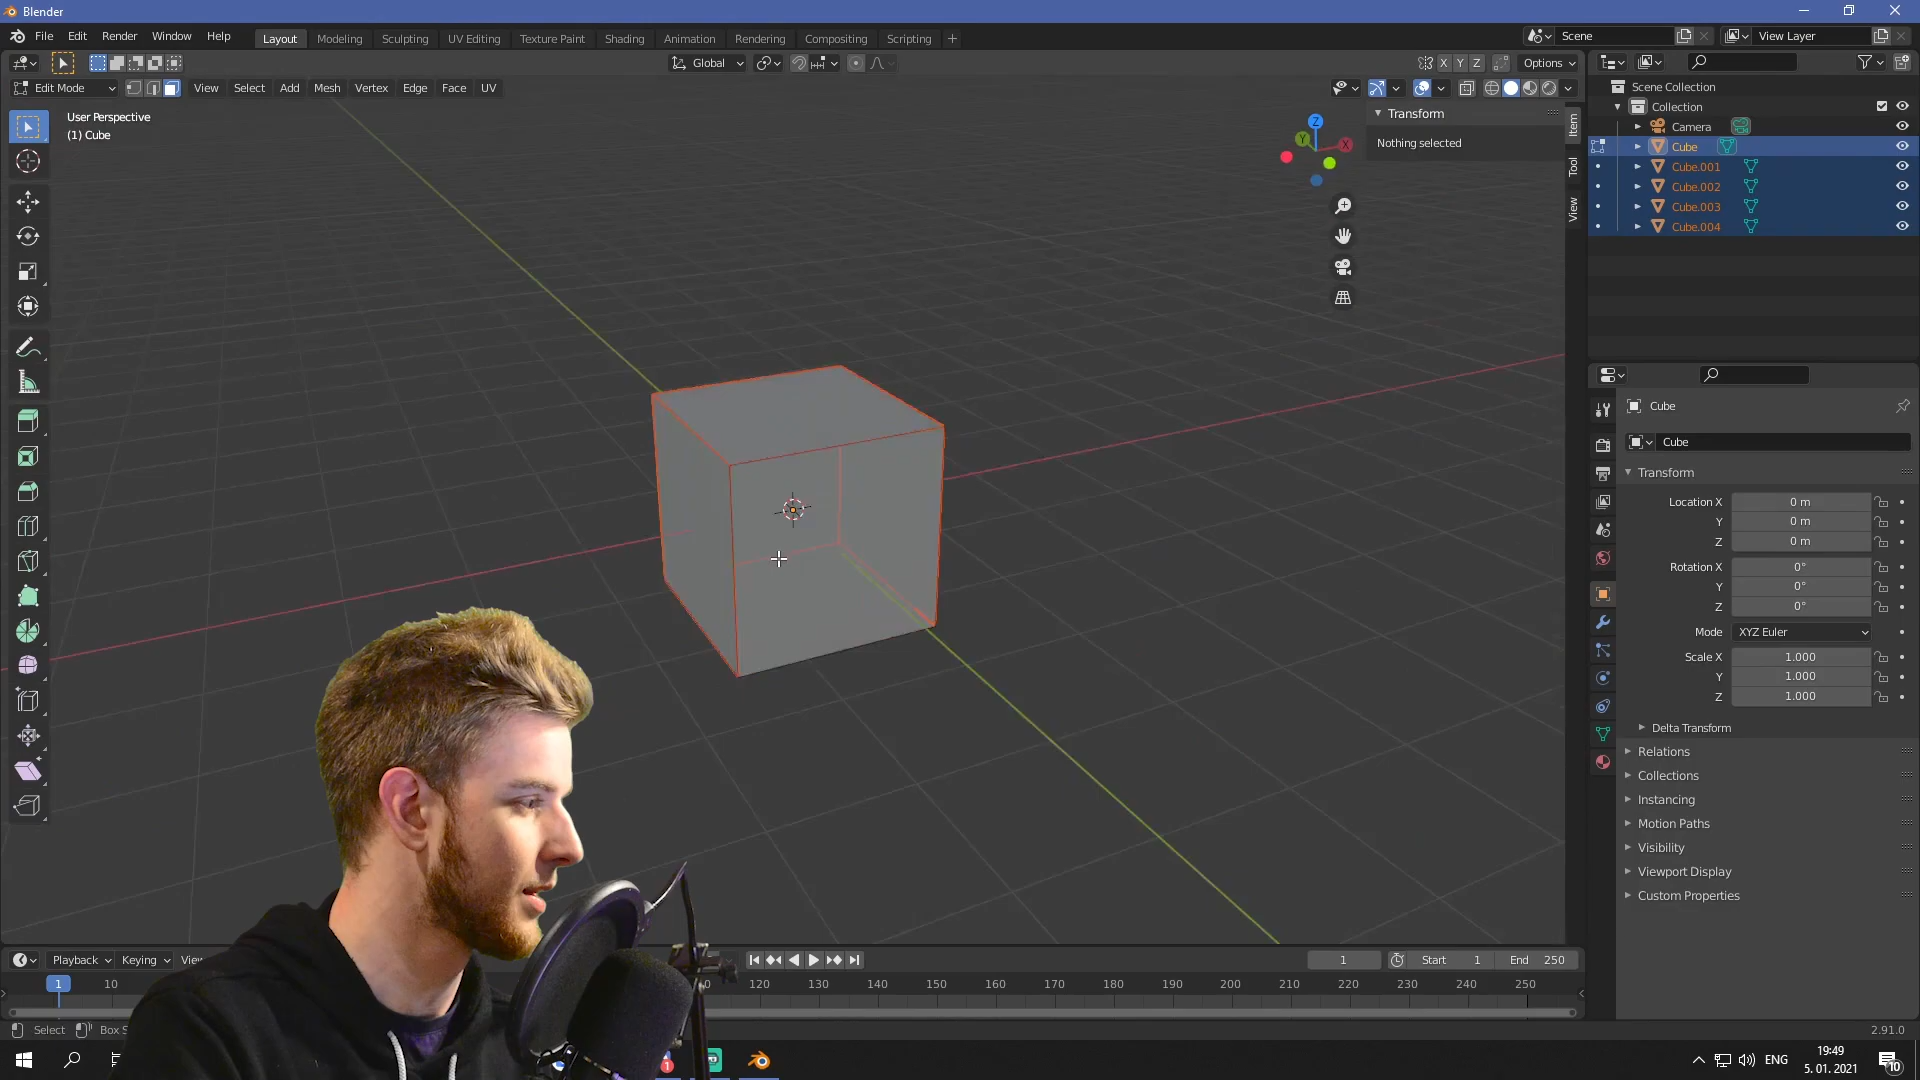 Blender
File Edit Render Window Help Layout Modeling Sculpting UV Editing Texture Paint Shading Animation Rendering Compositing Scripting + Scene View Layer
Global X Y Z Options
Edit Mode View Select Add Mesh Vertex Edge Face UV
User Perspective
(1) Cube
Z
Y
X
Transform
Nothing selected
Item
Tool
View
Scene Collection
Collection
Camera
Cube
Cube.001
Cube.002
Cube.003
Cube.004
Cube
Cube
Transform
Location X 0 m
Y 0 m
Z 0 m
Rotation X 0°
Y 0°
Z 0°
Mode XYZ Euler
Scale X 1.000
Y 1.000
Z 1.000
Delta Transform
Relations
Collections
Instancing
Motion Paths
Visibility
Viewport Display
Custom Properties
Playback Keying 1 Start 1 End 250
1 10 120 130 140 150 160 170 180 190 200 210 220 230 240 250
Select Box 2.91.0
1
ENG
19:49
5. 01. 2021
10